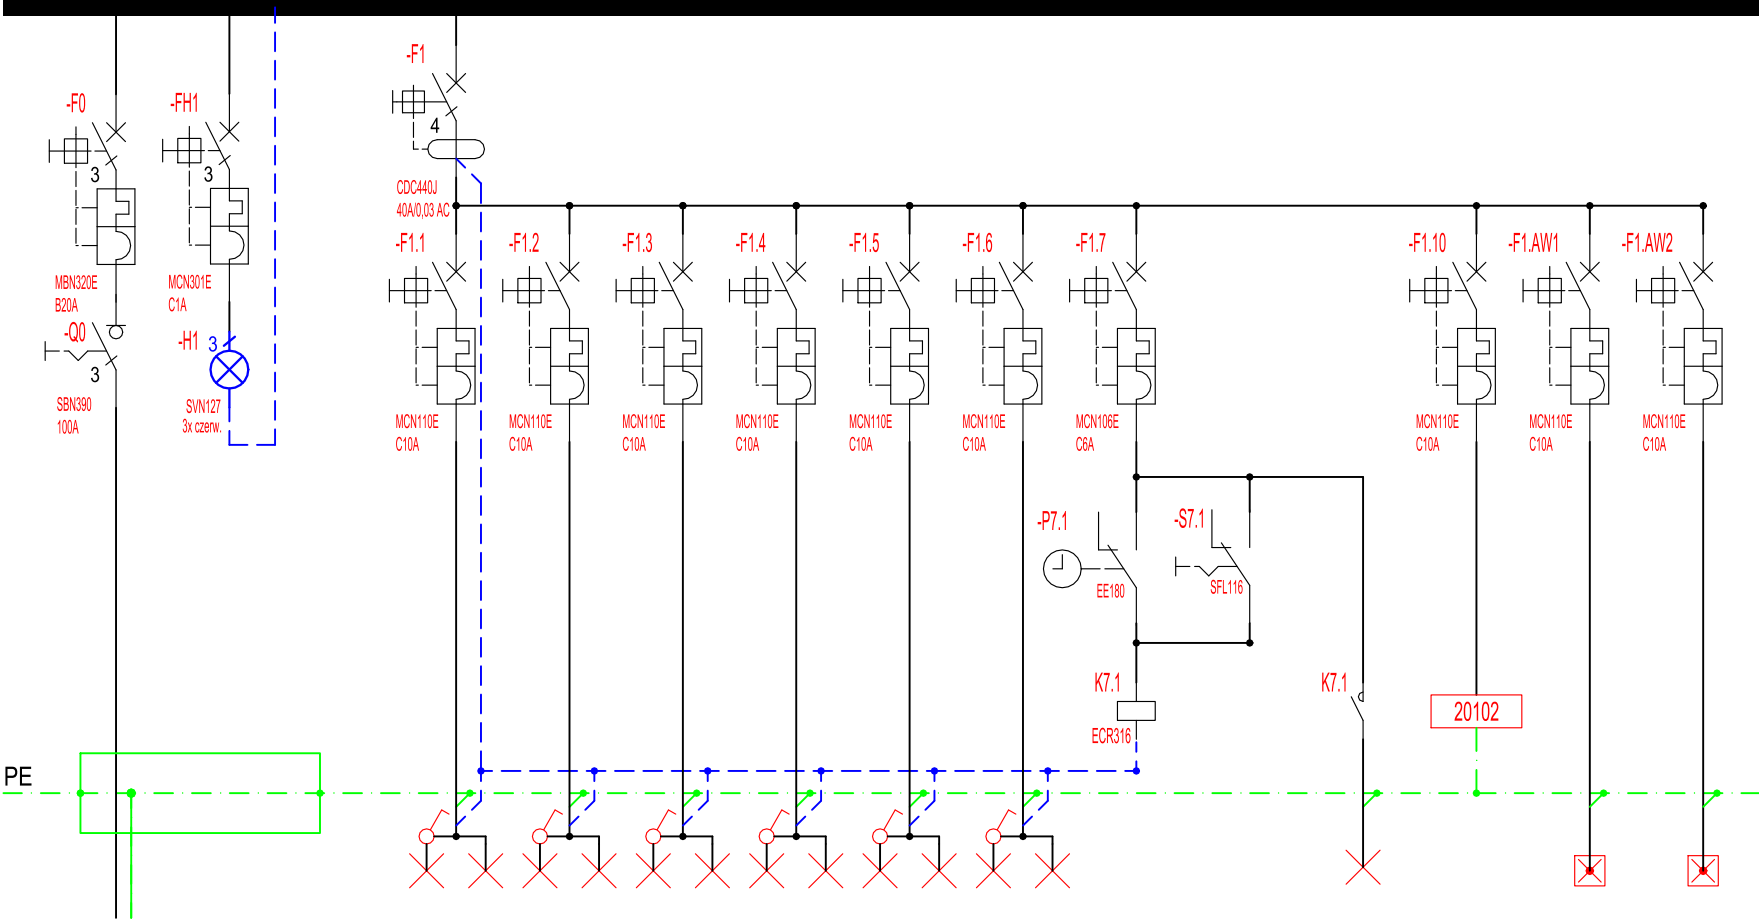 -F1
-F0
-FH1
4
3
3
CDC440J
40A/0,03 AC
-F1.1
-F1.2
-F1.3
-F1.4
-F1.5
-F1.6
-F1.7
-F1.10
-F1.AW1
-F1.AW2
MBN320E
B20A
MCN301E
C1A
-Q0
-H1
3
3
SBN390
100A
SVN127
3x czerw.
MCN110E
C10A
MCN110E
C10A
MCN110E
C10A
MCN110E
C10A
MCN110E
C10A
MCN110E
C10A
MCN106E
C6A
MCN110E
C10A
MCN110E
C10A
MCN110E
C10A
-P7.1
-S7.1
EE180
SFL116
K7.1
K7.1
ECR316
20102
PE